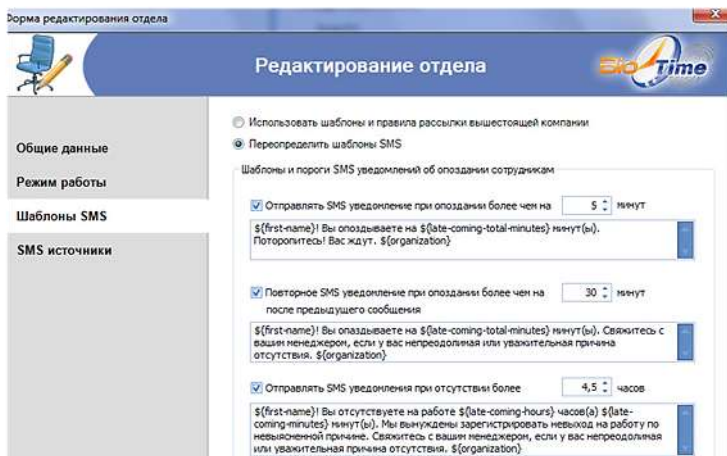 Форма редактирования отдела
Редактирование отдела
BioTime
Использовать шаблоны и правила рассылки вышестоящей компании
Переопределить шаблоны SMS
Общие данные
Режим работы
Шаблоны SMS
SMS источники
Шаблоны и пороги SMS уведомлений об опоздании сотрудникам
Отправлять SMS уведомление при опоздании более чем на 5 минут
${first-name}! Вы опоздываете на ${late-coming-total-minutes} минут(ы).
Поторопитесь! Вас ждут. ${organization}
Повторное SMS уведомление при опоздании более чем на 30 минут
после предыдущего сообщения
${first-name}! Вы опаздываете на ${late-coming-total-minutes} минут(ы). Свяжитесь с
вашим менеджером, если у вас непреодолимая или уважительная причина
отсутствия. ${organization}
Отправлять SMS уведомления при отсутствии более 4,5 часов
${first-name}! Вы отсутствуете на работе ${late-coming-hours} часов(а) ${late-
coming-minutes} минут(ы). Мы вынуждены зарегистрировать невыход на работу по
невыясненной причине. Свяжитесь с вашим менеджером, если у вас непреодолимая
или уважительная причина отсутствия. ${organization}